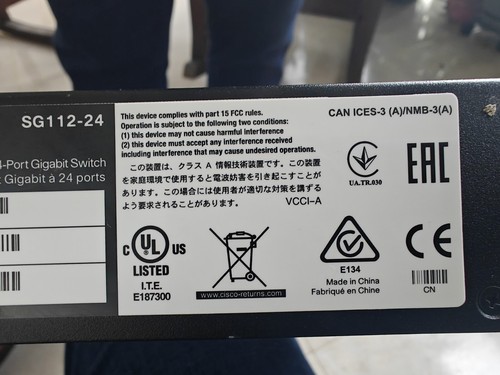 SG112-24
-Port Gigabit Switch
Gigabit à 24 ports
This device complies with part 15 FCC rules.
Operation is subject to the following two conditions:
(1) this device may not cause harmful interference
(2) this device must accept any interference received
including interference that may cause undesired operations.
この装置は、クラス A 情報技術装置です。この装置
を家庭環境で使用すると電波妨害を引き起こすことが
あります。この場合には使用者が適切な対策を講ずる
よう要求されることがあります。 VCCI-A
C UL US
LISTED
I.T.E.
E187300
www.cisco-returns.com
CAN ICES-3 (A)/NMB-3(A)
UA.TR.030
EAC
E134
Made in China
Fabriqué en Chine
CE
CN